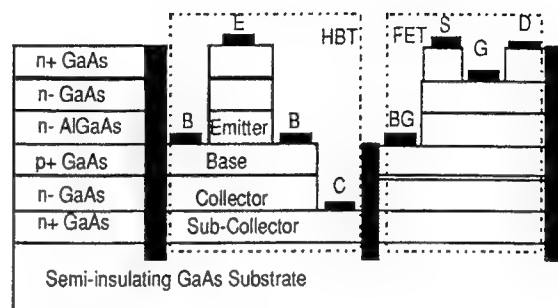 E
HBT
FET
S
D
G
n+ GaAs
n- GaAs
n- AlGaAs
B
Emitter
B
BG
p+ GaAs
Base
n- GaAs
Collector
C
n+ GaAs
Sub-Collector
Semi-insulating GaAs Substrate